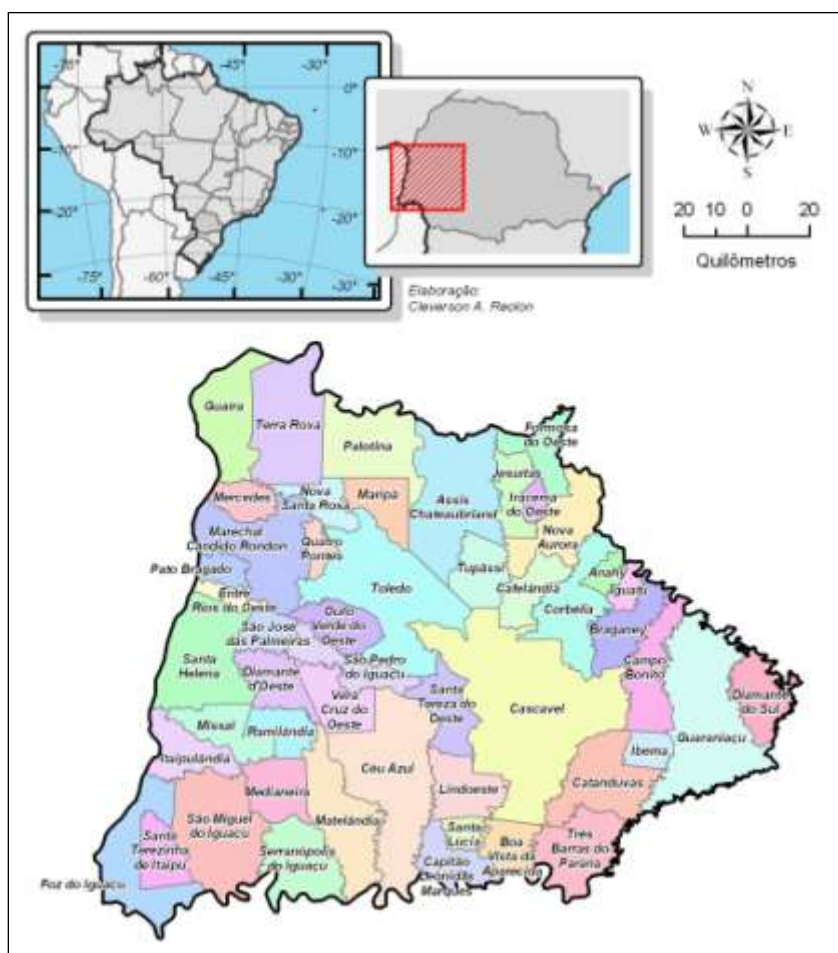 -75°
-60°
-45°
-30°
0°
-10°
-20°
-30°
-75°
-60°
-45°
-30°
0°
-10°
-20°
N
W
E
S
20 10 0 20
Quilômetros
Elaboração:
Cleverson A. Reolon
Guaíra
Terra Roxa
Palotina
Formosa
do Oeste
Jesuítas
Mercedes
Nova
Santa Rosa
Maripá
Assis
Chateaubriand
Iracema
do Oeste
Marechal
Candido Rondon
Quatro
Pontes
Nova
Aurora
Pato Bragado
Toledo
Tupãssi
Cafelândia
Anahy
Iguatu
Entre
Rios do Oeste
Ouro
Verde do
Oeste
Corbélia
São José
das Palmeiras
Braganey
Santa
Helena
São Pedro
do Iguaçu
Campo
Bonito
Diamante
d'Oeste
Vera
Cruz do
Oeste
Santa
Tereza do
Oeste
Cascavel
Diamante
do Sul
Missal
Ramilândia
Guaraniaçu
Ibema
Itaipulândia
Céu Azul
Catanduvas
Medianeira
Lindoeste
São Miguel
do Iguaçu
Matelândia
Santa
Terezinha
de Itaipu
Serranópolis
do Iguaçu
Santa
Lucia
Boa
Vista da
Aparecida
Três
Barras do
Paraná
Capitão
Leônidas
Marques
Foz do Iguaçu